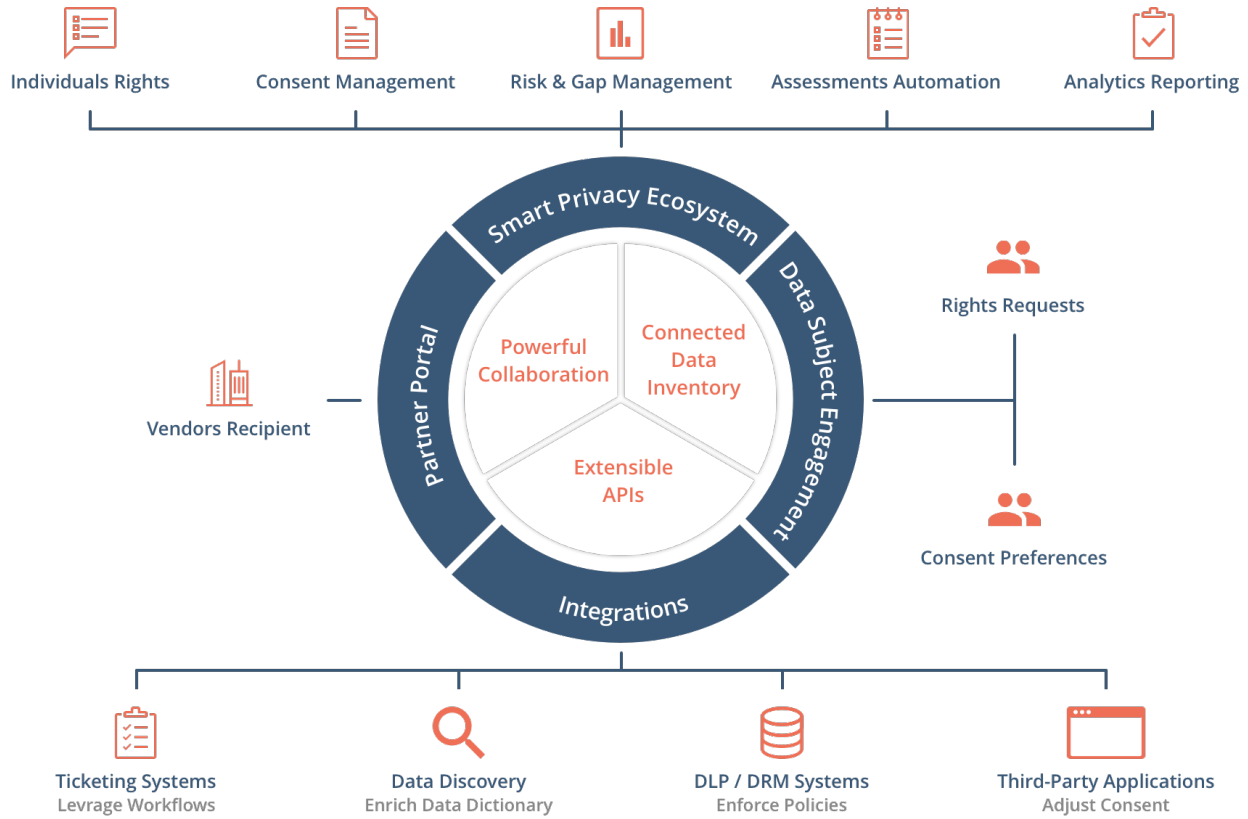 Individuals Rights
Consent Management
Risk & Gap Management
Assessments Automation
Analytics Reporting
Smart Privacy Ecosystem
Data Subject Engagement
Partner Portal
Integrations
Powerful
Collaboration
Connected
Data
Inventory
Extensible
APIs
Vendors Recipient
Rights Requests
Consent Preferences
Ticketing Systems
Levrage Workflows
Data Discovery
Enrich Data Dictionary
DLP / DRM Systems
Enforce Policies
Third-Party Applications
Adjust Consent